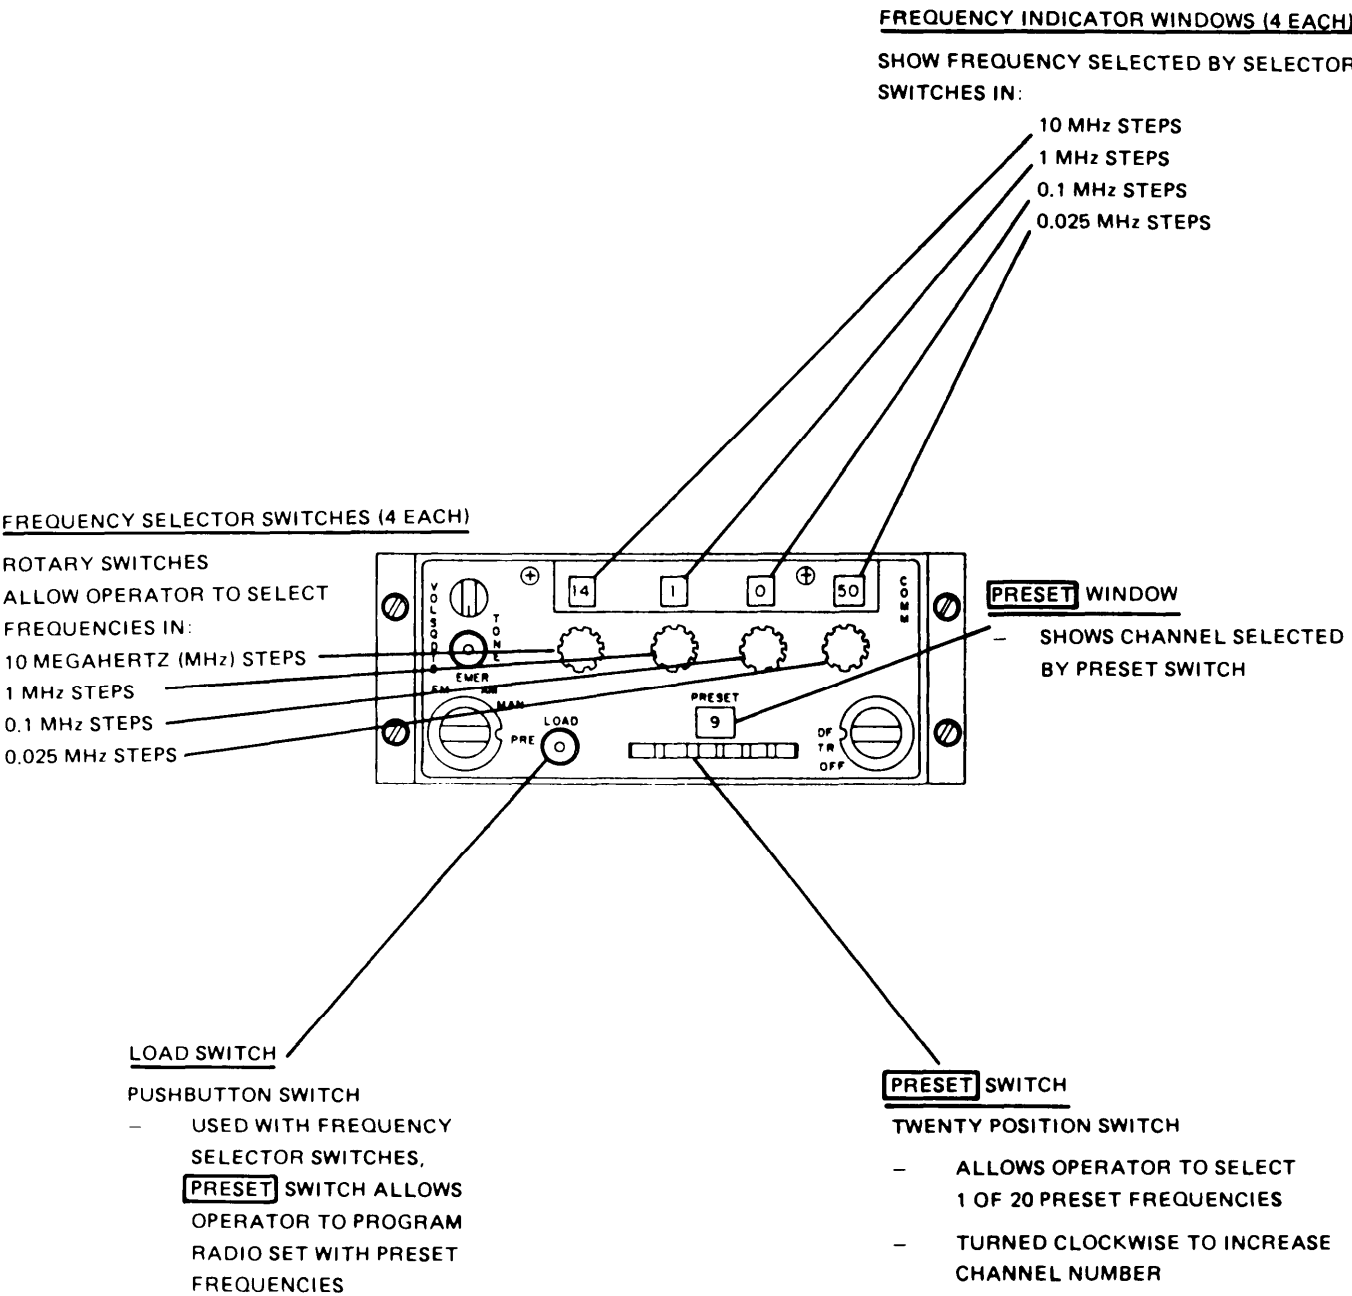 FREQUENCY INDICATOR WINDOWS (4 EACH)
SHOW FREQUENCY SELECTED BY SELECTOR
SWITCHES IN:
10 MHz STEPS
1 MHz STEPS
0.1 MHz STEPS
0.025 MHz STEPS
FREQUENCY SELECTOR SWITCHES (4 EACH)
ROTARY SWITCHES
ALLOW OPERATOR TO SELECT
FREQUENCIES IN:
10 MEGAHERTZ (MHz) STEPS
1 MHz STEPS
0.1 MHz STEPS
0.025 MHz STEPS
VOL
TONE
14
1
0
50
COMM
EMER
MAN
PRE
LOAD
PRESET
9
DF
TR
OFF
PRESET WINDOW
– SHOWS CHANNEL SELECTED
BY PRESET SWITCH
LOAD SWITCH
PUSHBUTTON SWITCH
– USED WITH FREQUENCY
SELECTOR SWITCHES,
PRESET SWITCH ALLOWS
OPERATOR TO PROGRAM
RADIO SET WITH PRESET
FREQUENCIES
PRESET SWITCH
TWENTY POSITION SWITCH
– ALLOWS OPERATOR TO SELECT
1 OF 20 PRESET FREQUENCIES
– TURNED CLOCKWISE TO INCREASE
CHANNEL NUMBER